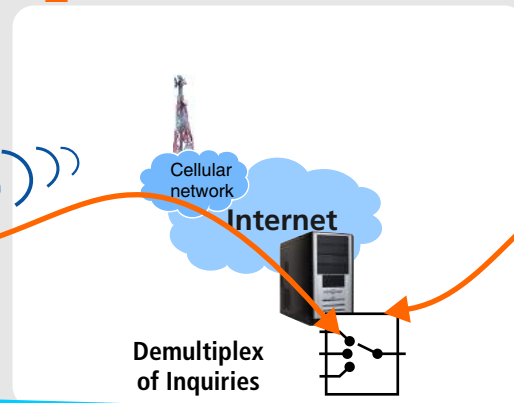 Cellular
network
Internet
Demultiplex
of Inquiries